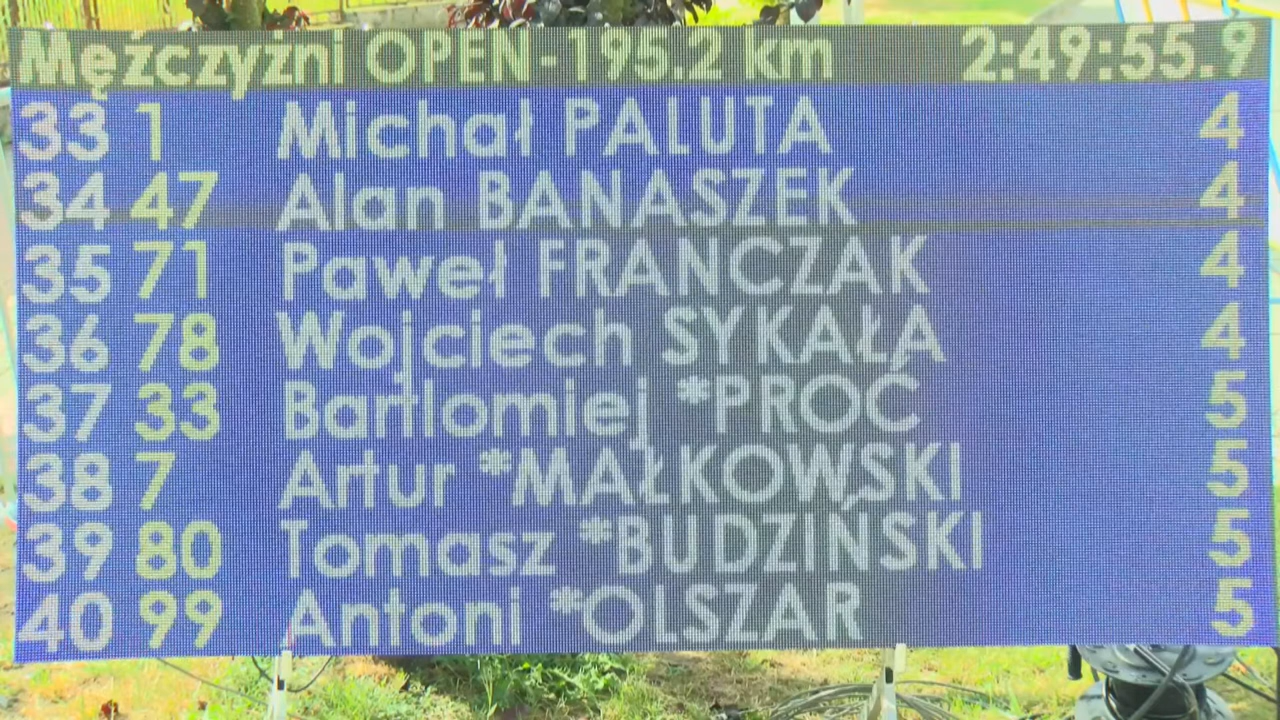 Mężczyżni OPEN - 195.2 km 2:49:55.9
33 1 Michał PALUTA 4
34 47 Alan BANASZEK 4
35 71 Paweł FRANCZAK 4
36 78 Wojciech SYKAŁA 4
37 33 Bartlomiej *PROĆ 5
38 7 Artur *MAŁKOWSKI 5
39 80 Tomasz *BUDZIŃSKI 5
40 99 Antoni *OLSZAR 5